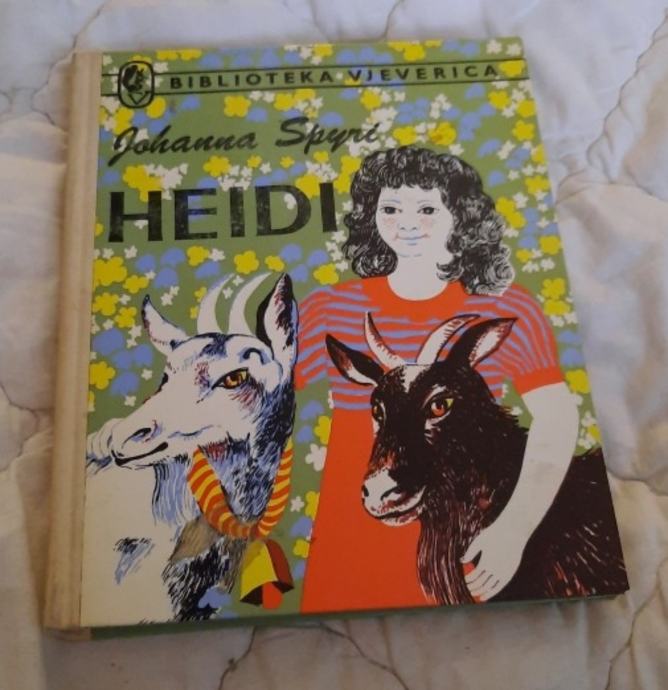 BIBLIOTEKA VJEVERICA
Johanna Spyri
HEIDI